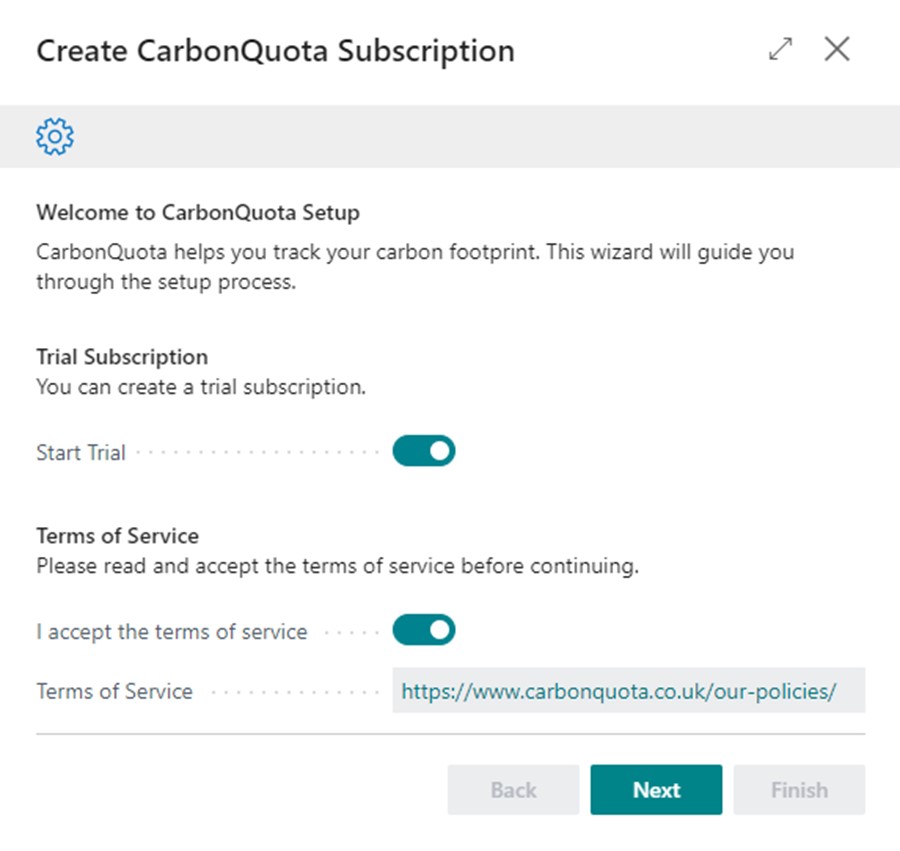 Create CarbonQuota Subscription
Welcome to CarbonQuota Setup
CarbonQuota helps you track your carbon footprint. This wizard will guide you
through the setup process.
Trial Subscription
You can create a trial subscription.
Start Trial
Terms of Service
Please read and accept the terms of service before continuing.
I accept the terms of service
Terms of Service https://www.carbonquota.co.uk/our-policies/
Back Next Finish